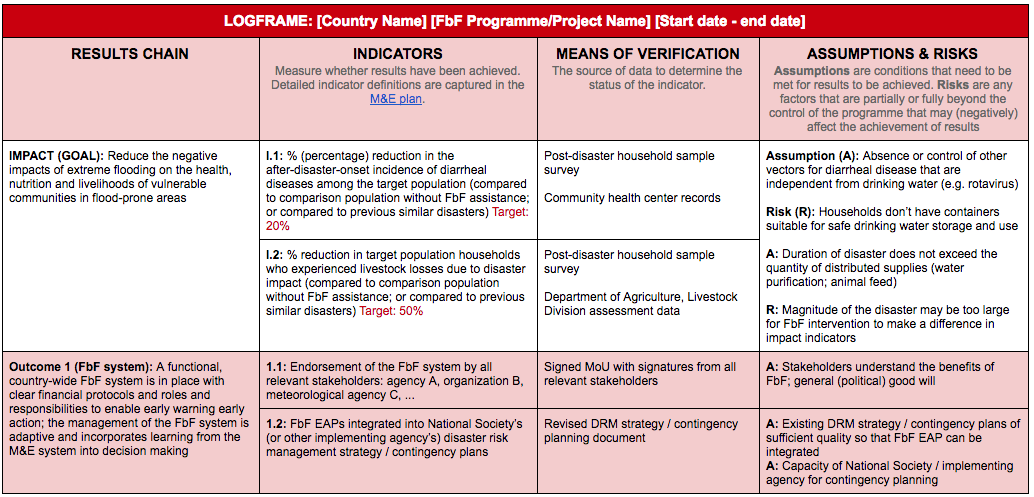 LOGFRAME: [Country Name] [FbF Programme/Project Name] [Start date - end date]
RESULTS CHAIN
INDICATORS
Measure whether results have been achieved.
Detailed indicator definitions are captured in the
M&E plan.
MEANS OF VERIFICATION
The source of data to determine the
status of the indicator.
ASSUMPTIONS & RISKS
Assumptions are conditions that need to be
met for results to be achieved. Risks are any
factors that are partially or fully beyond the
control of the programme that may (negatively)
affect the achievement of results
IMPACT (GOAL): Reduce the negative
impacts of extreme flooding on the health,
nutrition and livelihoods of vulnerable
communities in flood-prone areas
I.1: % (percentage) reduction in the
after-disaster-onset incidence of diarrheal
diseases among the target population (compared
to comparison population without FbF assistance;
or compared to previous similar disasters) Target:
20%
Post-disaster household sample
survey
Community health center records
Assumption (A): Absence or control of other
vectors for diarrheal disease that are
independent from drinking water (e.g. rotavirus)
Risk (R): Households don't have containers
suitable for safe drinking water storage and use
A: Duration of disaster does not exceed the
quantity of distributed supplies (water
purification; animal feed)
R: Magnitude of the disaster may be too large
for FbF intervention to make a difference in
impact indicators
I.2: % reduction in target population households
who experienced livestock losses due to disaster
impact (compared to comparison population
without FbF assistance; or compared to previous
similar disasters) Target: 50%
Post-disaster household sample
survey
Department of Agriculture, Livestock
Division assessment data
Outcome 1 (FbF system): A functional,
country-wide FbF system is in place with
clear financial protocols and roles and
responsibilities to enable early warning early
action; the management of the FbF system is
adaptive and incorporates learning from the
M&E system into decision making
1.1: Endorsement of the FbF system by all
relevant stakeholders: agency A, organization B,
meteorological agency C, ...
Signed MoU with signatures from all
relevant stakeholders
A: Stakeholders understand the benefits of
FbF; general (political) good will
1.2: FbF EAPs integrated into National Society's
(or other implementing agency's) disaster risk
management strategy / contingency plans
Revised DRM strategy / contingency
planning document
A: Existing DRM strategy / contingency plans of
sufficient quality so that FbF EAP can be
integrated
A: Capacity of National Society / implementing
agency for contingency planning